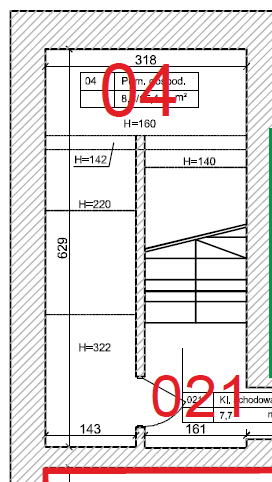 318
04
04 Pom. gospod.
m²
H=160
H=142
H=140
H=220
629
H=322
021
021 Kl. schodowa
7,7 m
143
161